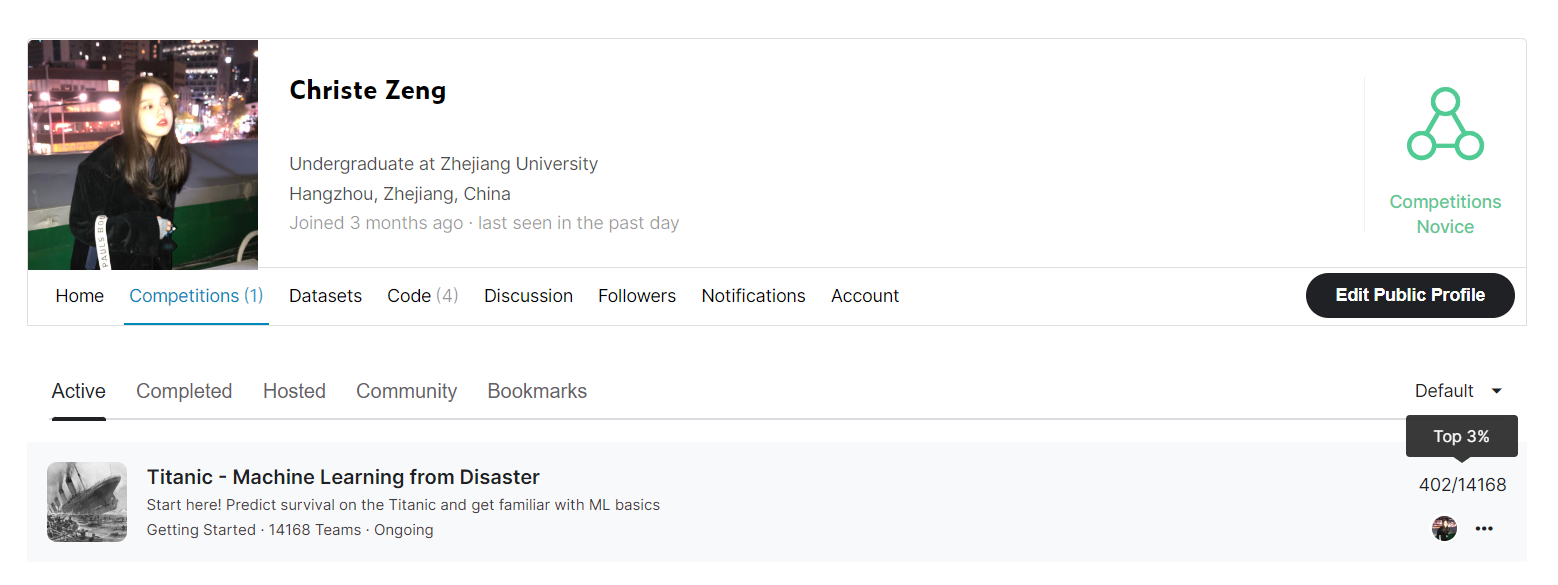 Christe Zeng
Undergraduate at Zhejiang University
Hangzhou, Zhejiang, China
Joined 3 months ago · last seen in the past day
Competitions
Novice
PAULS BO
Home Competitions (1) Datasets Code (4) Discussion Followers Notifications Account Edit Public Profile
Active Completed Hosted Community Bookmarks Default
Top 3%
Titanic - Machine Learning from Disaster
402/14168
Start here! Predict survival on the Titanic and get familiar with ML basics
Getting Started · 14168 Teams · Ongoing